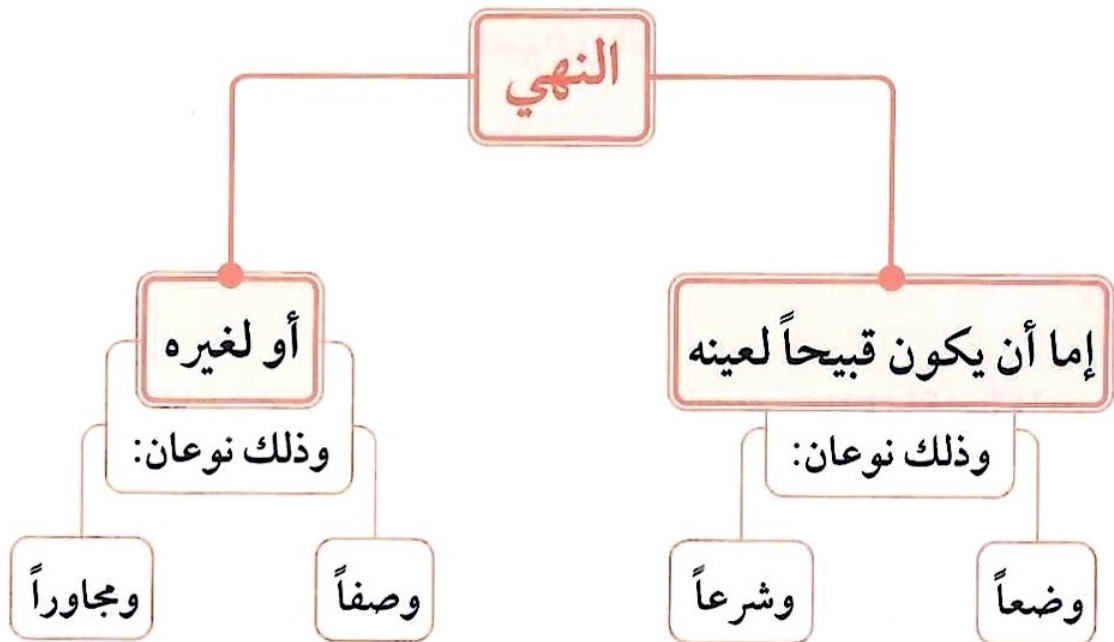 النهي
إما أن يكون قبيحاً لعينه
وذلك نوعان:
وضعاً
وشرعاً
أو لغيره
وذلك نوعان:
وصفاً
ومجاوراً